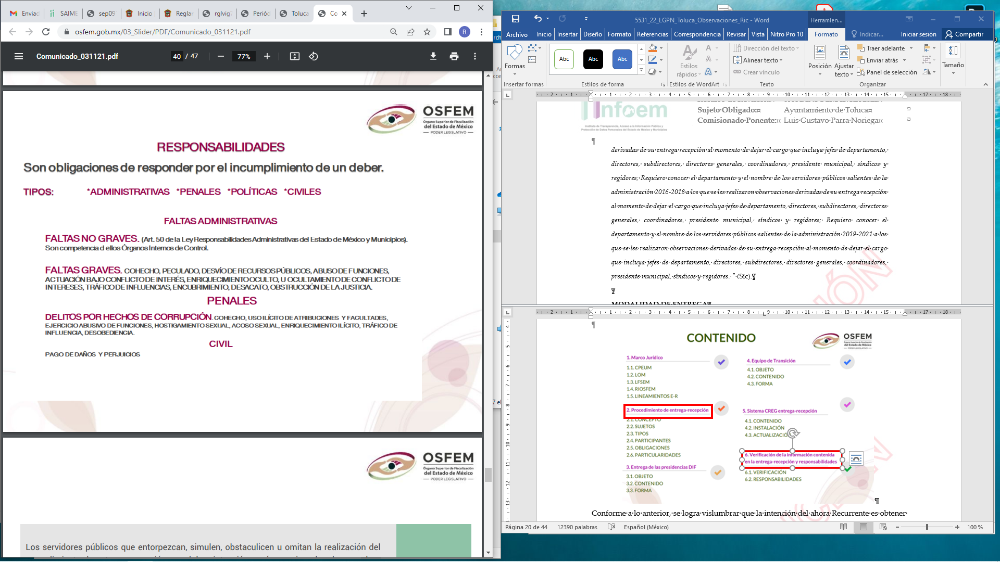 Enviad
SAIME
sep09
Inicio
Reglar
rglvig7
Periód
Toluca
Co
osfem.gob.mx/03_Slider/PDF/Comunicado_031121.pdf
R
Comunicado_031121.pdf
40 / 47
77%
OSFEM
Órgano Superior de Fiscalización
del Estado de México
PODER LEGISLATIVO
RESPONSABILIDADES
Son obligaciones de responder por el incumplimiento de un deber.
TIPOS: *ADMINISTRATIVAS *PENALES *POLÍTICAS *CIVILES
FALTAS ADMINISTRATIVAS
FALTAS NO GRAVES. (Art. 50 de la Ley Responsabilidades Administrativas del Estado de México y Municipios).
Son competencia d ellos Órganos Internos de Control.
FALTAS GRAVES. COHECHO, PECULADO, DESVÍO DE RECURSOS PÚBLICOS, ABUSO DE FUNCIONES,
ACTUACIÓN BAJO CONFLICTO DE INTERÉS, ENRIQUECIMIENTO OCULTO, U OCULTAMIENTO DE CONFLICTO DE
INTERESES, TRÁFICO DE INFLUENCIAS, ENCUBRIMIENTO, DESACATO, OBSTRUCCIÓN DE LA JUSTICIA.
PENALES
DELITOS POR HECHOS DE CORRUPCIÓN. COHECHO, USO ILÍCITO DE ATRIBUCIONES Y FACULTADES,
EJERCICIO ABUSIVO DE FUNCIONES, HOSTIGAMIENTO SEXUAL, ACOSO SEXUAL, ENRIQUECIMIENTO ILÍCITO, TRÁFICO DE
INFLUENCIA, DESOBEDIENCIA.
CIVIL
PAGO DE DAÑOS Y PERJUICIOS
OSFEM
Órgano Superior de Fiscalización
del Estado de México
PODER LEGISLATIVO
Los servidores públicos que entorpezcan, simulen, obstaculicen u omitan la realización del
5531_22_LGPN_Toluca_Observaciones_Ric - Word
Herramien...
Archivo Inicio Insertar Diseño Formato Referencias Correspondencia Revisar Vista Nitro Pro 10 Formato Indicar... Iniciar sesión Compartir
Formas
Insertar formas
Abc Abc Abc
Estilos de forma
Estilos
rápidos
Estilos de WordArt
Dirección del texto
Alinear texto
Crear vínculo
Texto
Posición
Ajustar
texto
Traer adelante
Enviar atrás
Panel de selección
Organizar
Tamaño
Infoem
Instituto de Transparencia, Acceso a la Información Pública y
Protección de Datos Personales del Estado de México y Municipios
Sujeto·Obligado:¤ Ayuntamiento·de·Toluca¤ ¤
Comisionado·Ponente:¤ Luis·Gustavo·Parra·Noriega¤ ¤
¶
derivadas·de·su·entrega·recepción·al·momento·de·dejar·el·cargo·que·incluya·jefes·de·departamento,·
directores,·subdirectores,·directores·generales,·coordinadores,·presidente·municipal,·síndicos·y·
regidores;·Requiero·conocer·el·departamento·y·el·nombre·de·los·servidores·públicos·salientes·de·la·
administración·2016-2018·a·los·que·se·les·realizaron·observaciones·derivadas·de·su·entrega·recepción·
al·momento·de·dejar·el·cargo·que·incluya·jefes·de·departamento,·directores,·subdirectores,·directores·
generales,·coordinadores,·presidente·municipal,·síndicos·y·regidores;·Requiero·conocer·el·
departamento·y·el·nombre·de·los·servidores·públicos·salientes·de·la·administración·2019-2021·a·los·
que·se·les·realizaron·observaciones·derivadas·de·su·entrega·recepción·al·momento·de·dejar·el·cargo·
que·incluya·jefes·de·departamento,·directores,·subdirectores,·directores·generales,·coordinadores,·
presidente·municipal,·síndicos·y·regidores.·"·(Sic).¶
¶
MODALIDAD·DE·ENTREGA¶
¶
CONTENIDO
OSFEM
Órgano Superior de Fiscalización
del Estado de México
PODER LEGISLATIVO
1. Marco Jurídico
1.1. CPEUM
1.2. LOM
1.3. LFSEM
1.4. RIOSFEM
1.5. LINEAMIENTOS E-R
2. Procedimiento de entrega-recepción
2.1. CONCEPTO
2.2. SUJETOS
2.3. TIPOS
2.4. PARTICIPANTES
2.5. OBLIGACIONES
2.6. PARTICULARIDADES
3. Entrega de las presidencias DIF
3.1. OBJETO
3.2. CONTENIDO
3.3. FORMA
4. Equipo de Transición
4.1. OBJETO
4.2. CONTENIDO
4.3. FORMA
5. Sistema CREG entrega-recepción
4.1. CONTENIDO
4.2. INSTALACIÓN
4.3. ACTUALIZACIÓ
6. Verificación de la información contenida
en la entrega-recepción y responsabilidades
6.1. VERIFICACIÓN
6.2. RESPONSABILIDADES
¶
Conforme·a·lo·anterior,·se·logra·vislumbrar·que·la·intención·del·ahora·Recurrente·es·obtener·
Página 20 de 44 12390 palabras Español (México) 100 %